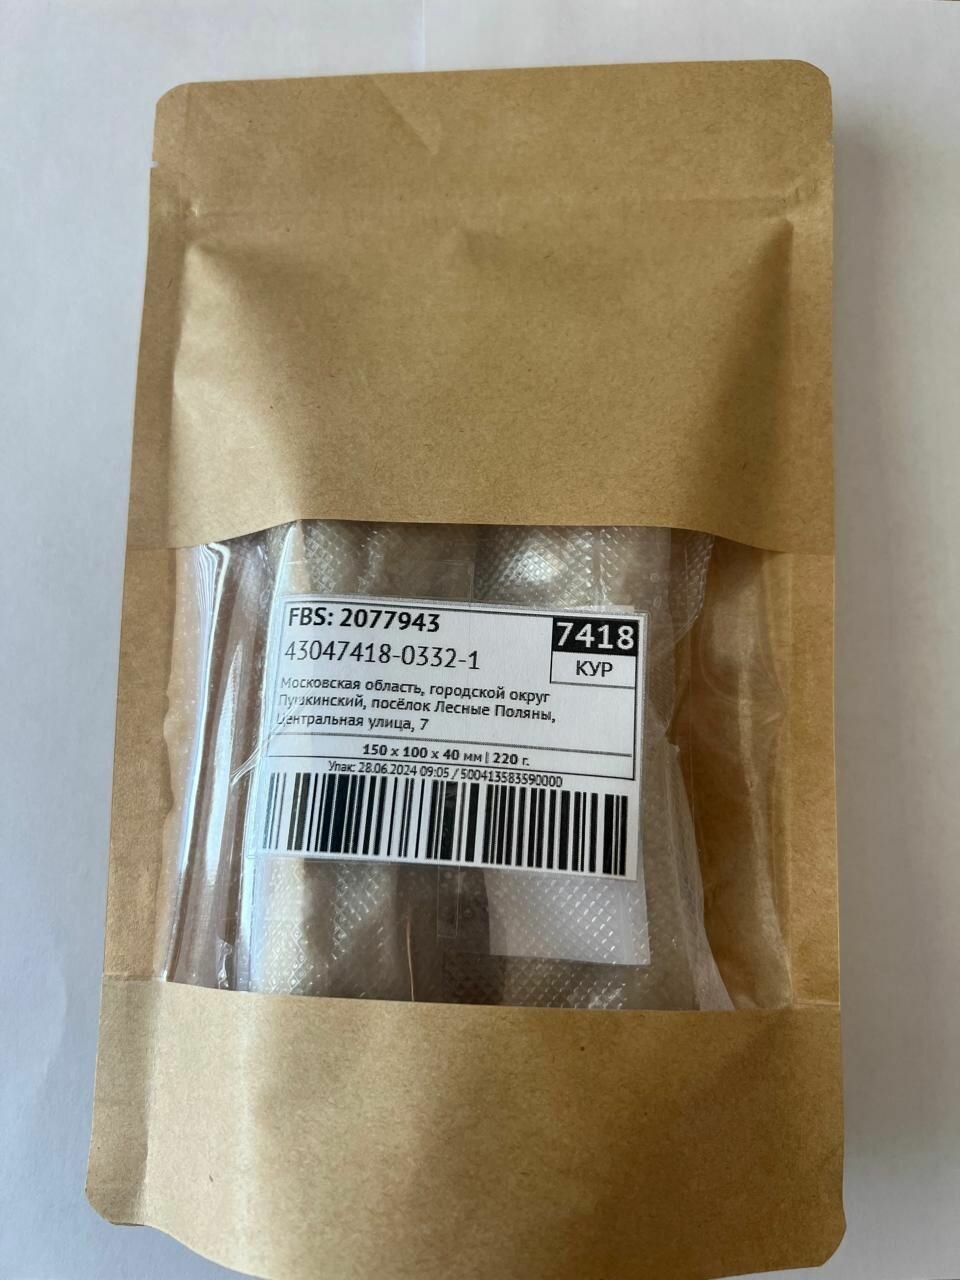 FBS: 2077943
7418
43047418-0332-1
КУР
Московская область, городской округ
Пушкинский, посёлок Лесные Поляны,
Центральная улица, 7
150 x 100 x 40 мм | 220 г.
Упак: 28.06.2024 09:05 / 500413583590000